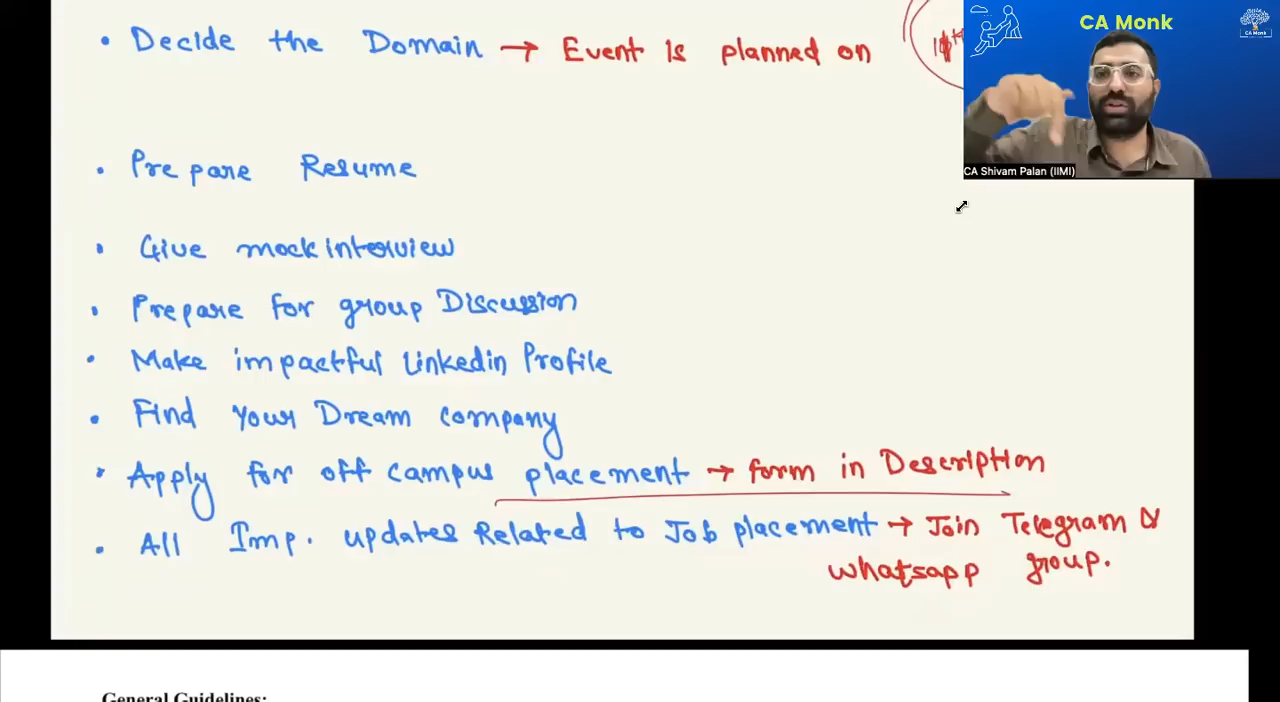 CA Monk
CA Monk
• Decide the Domain → Event is planned on
CA Shivam Palan (IIMI)
• Prepare Resume
• Give mock interview
• Prepare for group Discussion
• Make impactful Linkedin Profile
• Find Your Dream company
• Apply for off campus placement → form in Description
• All Imp. updates Related to Job placement → Join Telegram &
whatsapp group.
General Guidelines: